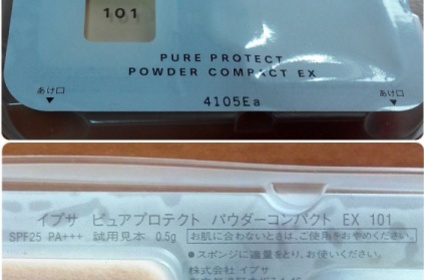 101
PURE PROTECT
POWDER COMPACT EX
あけ口 あけ口
4105Ea
イプサ ピュアプロテクト パウダーコンパクト EX 101
SPF25 PA+++ 試用見本 0.5g お肌に合わないときは、ご使用をおやめください。
●スポンジに適量をとり、お使いください。
株式会社 イプサ